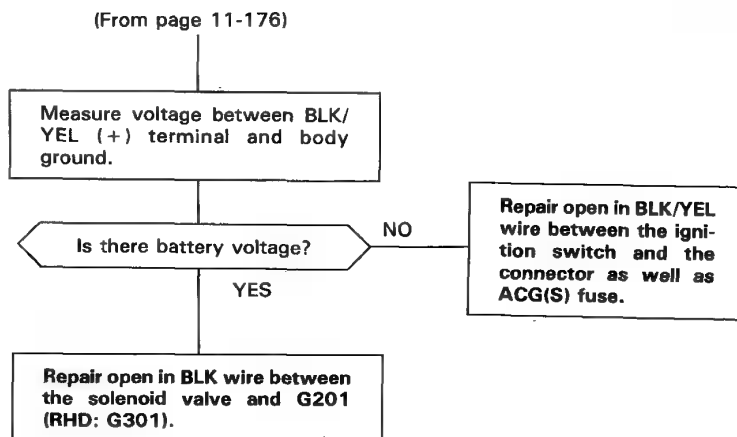 (From page 11-176)
Measure voltage between BLK/
YEL (+) terminal and body
ground.
Is there battery voltage?
NO
YES
Repair open in BLK/YEL
wire between the igni-
tion switch and the
connector as well as
ACG(S) fuse.
Repair open in BLK wire between
the solenoid valve and G201
(RHD: G301).